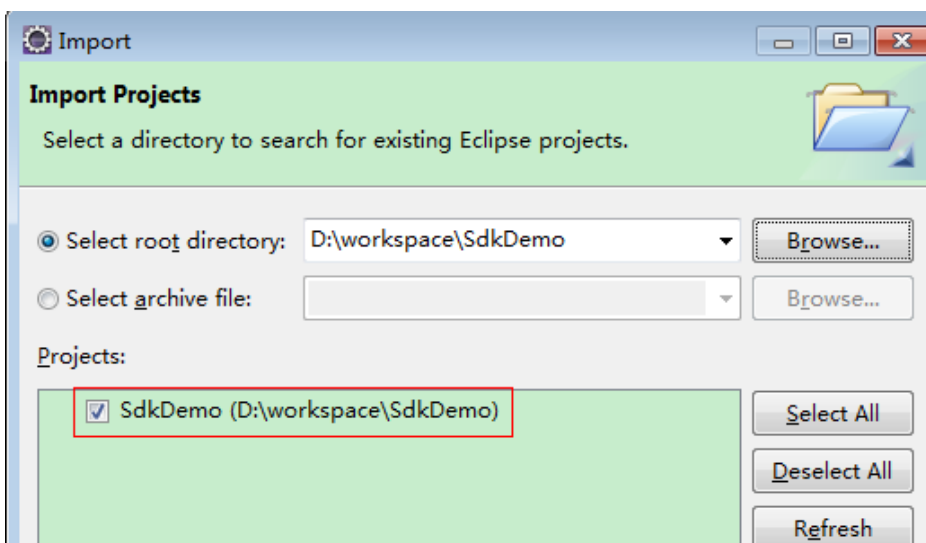 Import
Import Projects
Select a directory to search for existing Eclipse projects.
Select root directory: D:\workspace\SdkDemo Browse...
Select archive file: Browse...
Projects:
SdkDemo (D:\workspace\SdkDemo) Select All
Deselect All
Refresh